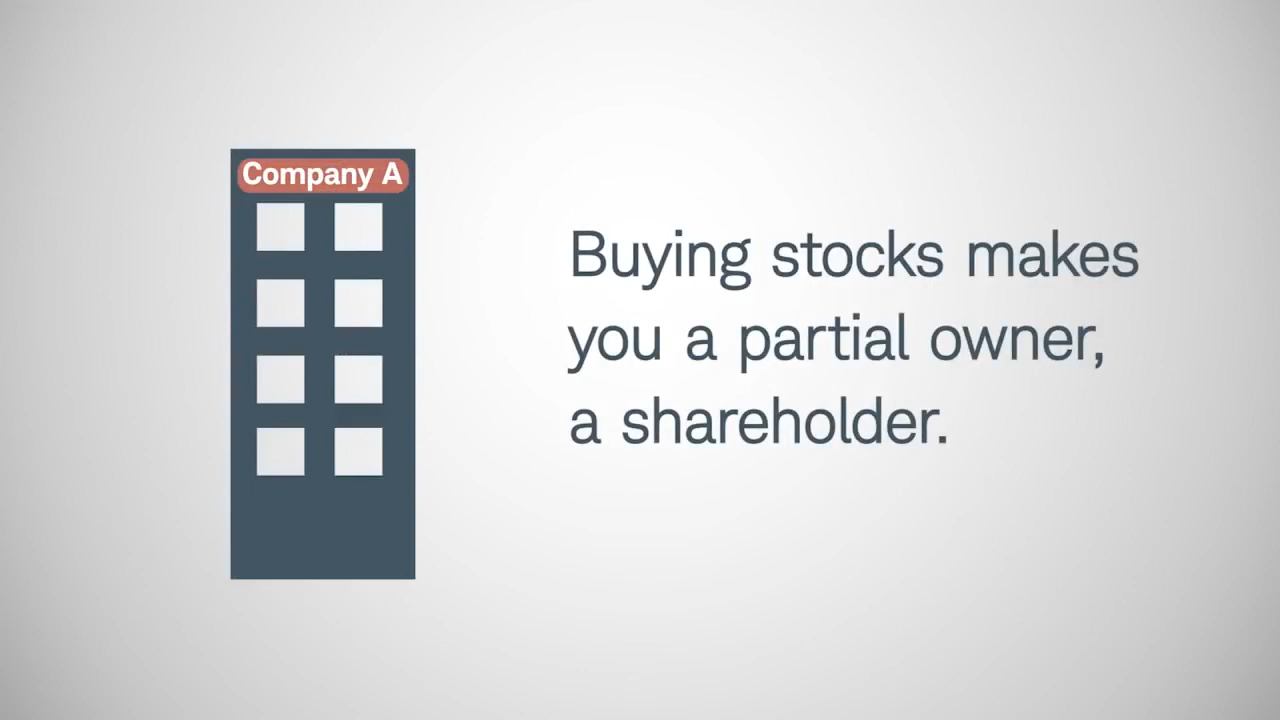 Company A
Buying stocks makes
you a partial owner,
a shareholder.